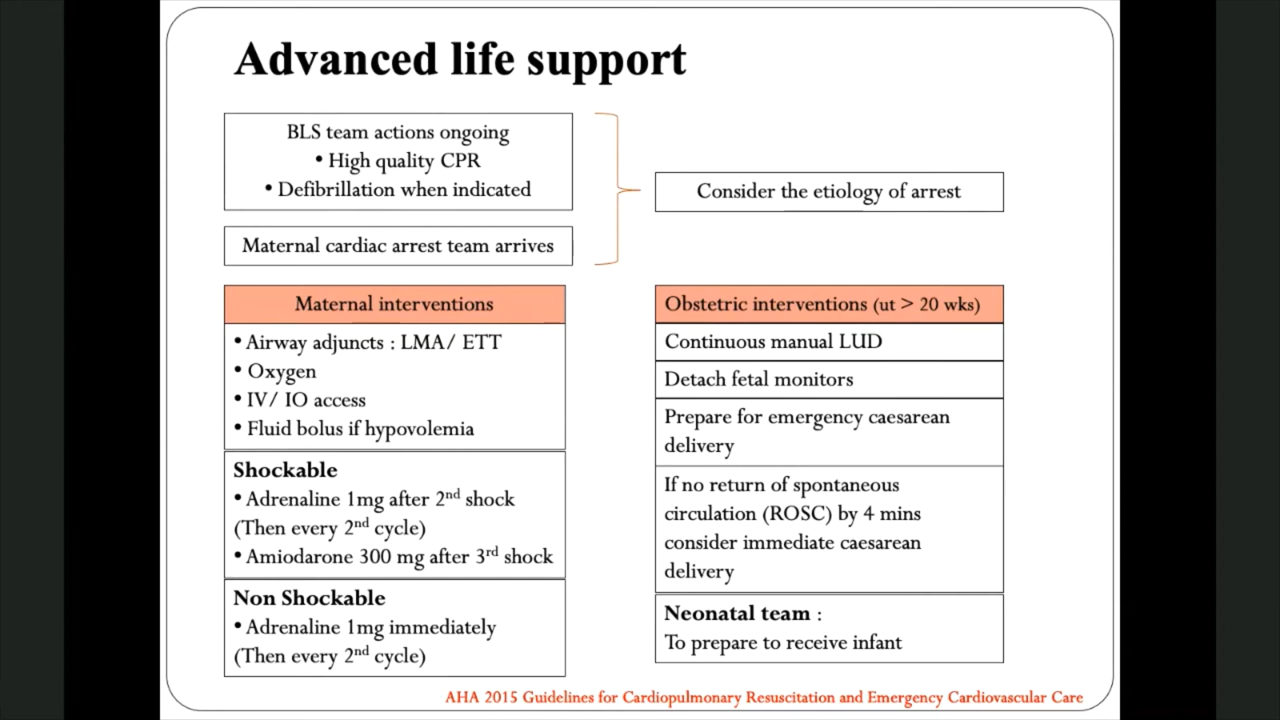 Advanced life support
BLS team actions ongoing
• High quality CPR
• Defibrillation when indicated
Maternal cardiac arrest team arrives
Consider the etiology of arrest
Maternal interventions
• Airway adjuncts : LMA/ ETT
• Oxygen
• IV/ IO access
• Fluid bolus if hypovolemia
Shockable
• Adrenaline 1mg after 2nd shock
(Then every 2nd cycle)
• Amiodarone 300 mg after 3rd shock
Non Shockable
• Adrenaline 1mg immediately
(Then every 2nd cycle)
Obstetric interventions (ut > 20 wks)
Continuous manual LUD
Detach fetal monitors
Prepare for emergency caesarean
delivery
If no return of spontaneous
circulation (ROSC) by 4 mins
consider immediate caesarean
delivery
Neonatal team :
To prepare to receive infant
AHA 2015 Guidelines for Cardiopulmonary Resuscitation and Emergency Cardiovascular Care